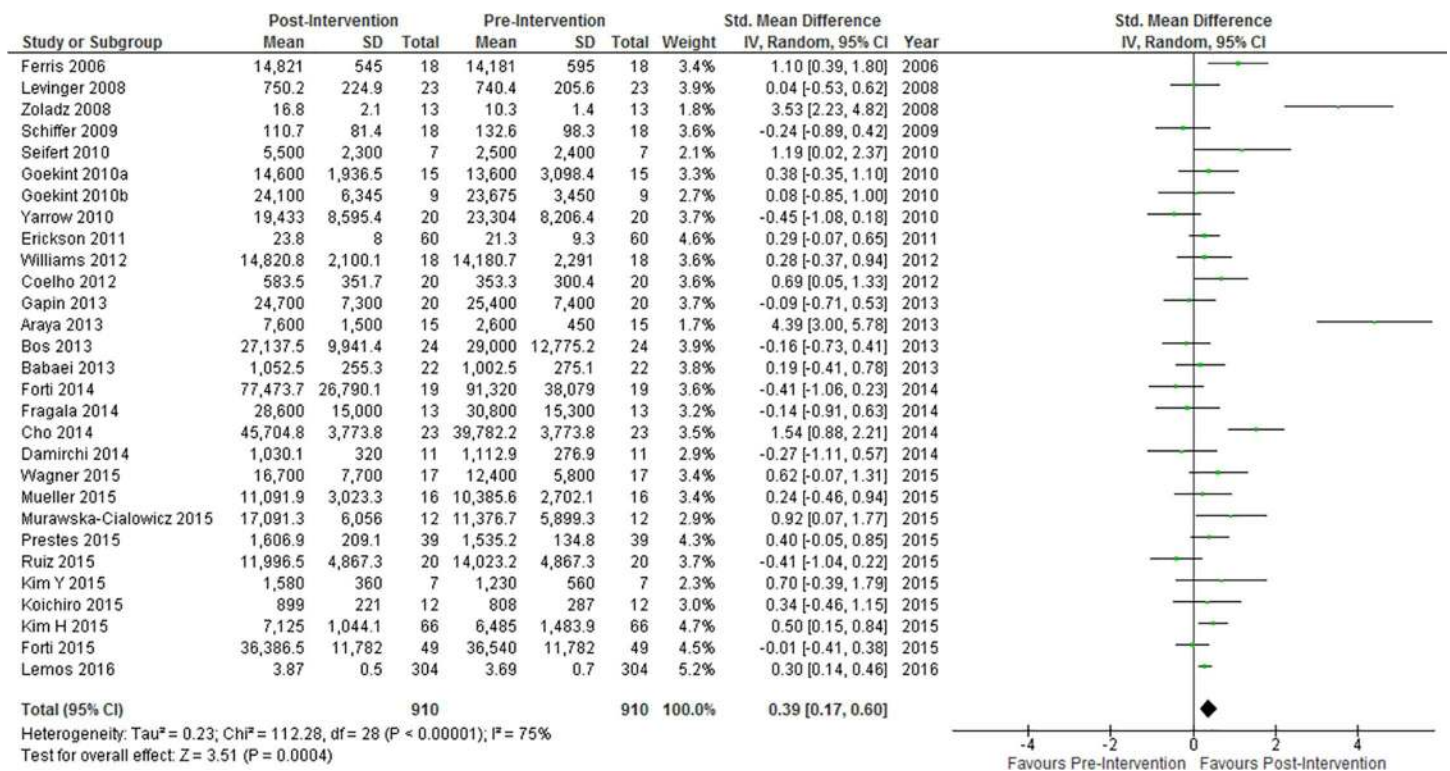 Post-Intervention Pre-Intervention Std. Mean Difference Std. Mean Difference
Study or Subgroup Mean SD Total Mean SD Total Weight IV, Random, 95% CI Year IV, Random, 95% CI
Ferris 2006 14,821 545 18 14,181 595 18 3.4% 1.10 [0.39, 1.80] 2006
Levinger 2008 750.2 224.9 23 740.4 205.6 23 3.9% 0.04 [-0.53, 0.62] 2008
Zoladz 2008 16.8 2.1 13 10.3 1.4 13 1.8% 3.53 [2.23, 4.82] 2008
Schiffer 2009 110.7 81.4 18 132.6 98.3 18 3.6% -0.24 [-0.89, 0.42] 2009
Seifert 2010 5,500 2,300 7 2,500 2,400 7 2.1% 1.19 [0.02, 2.37] 2010
Goekint 2010a 14,600 1,936.5 15 13,600 3,098.4 15 3.3% 0.38 [-0.35, 1.10] 2010
Goekint 2010b 24,100 6,345 9 23,675 3,450 9 2.7% 0.08 [-0.85, 1.00] 2010
Yarrow 2010 19,433 8,595.4 20 23,304 8,206.4 20 3.7% -0.45 [-1.08, 0.18] 2010
Erickson 2011 23.8 8 60 21.3 9.3 60 4.6% 0.29 [-0.07, 0.65] 2011
Williams 2012 14,820.8 2,100.1 18 14,180.7 2,291 18 3.6% 0.28 [-0.37, 0.94] 2012
Coelho 2012 583.5 351.7 20 353.3 300.4 20 3.6% 0.69 [0.05, 1.33] 2012
Gapin 2013 24,700 7,300 20 25,400 7,400 20 3.7% -0.09 [-0.71, 0.53] 2013
Araya 2013 7,600 1,500 15 2,600 450 15 1.7% 4.39 [3.00, 5.78] 2013
Bos 2013 27,137.5 9,941.4 24 29,000 12,775.2 24 3.9% -0.16 [-0.73, 0.41] 2013
Babaei 2013 1,052.5 255.3 22 1,002.5 275.1 22 3.8% 0.19 [-0.41, 0.78] 2013
Forti 2014 77,473.7 26,790.1 19 91,320 38,079 19 3.6% -0.41 [-1.06, 0.23] 2014
Fragala 2014 28,600 15,000 13 30,800 15,300 13 3.2% -0.14 [-0.91, 0.63] 2014
Cho 2014 45,704.8 3,773.8 23 39,782.2 3,773.8 23 3.5% 1.54 [0.88, 2.21] 2014
Damirchi 2014 1,030.1 320 11 1,112.9 276.9 11 2.9% -0.27 [-1.11, 0.57] 2014
Wagner 2015 16,700 7,700 17 12,400 5,800 17 3.4% 0.62 [-0.07, 1.31] 2015
Mueller 2015 11,091.9 3,023.3 16 10,385.6 2,702.1 16 3.4% 0.24 [-0.46, 0.94] 2015
Murawska-Cialowicz 2015 17,091.3 6,056 12 11,376.7 5,899.3 12 2.9% 0.92 [0.07, 1.77] 2015
Prestes 2015 1,606.9 209.1 39 1,535.2 134.8 39 4.3% 0.40 [-0.05, 0.85] 2015
Ruiz 2015 11,996.5 4,867.3 20 14,023.2 4,867.3 20 3.7% -0.41 [-1.04, 0.22] 2015
Kim Y 2015 1,580 360 7 1,230 560 7 2.3% 0.70 [-0.39, 1.79] 2015
Koichiro 2015 899 221 12 808 287 12 3.0% 0.34 [-0.46, 1.15] 2015
Kim H 2015 7,125 1,044.1 66 6,485 1,483.9 66 4.7% 0.50 [0.15, 0.84] 2015
Forti 2015 36,386.5 11,782 49 36,540 11,782 49 4.5% -0.01 [-0.41, 0.38] 2015
Lemos 2016 3.87 0.5 304 3.69 0.7 304 5.2% 0.30 [0.14, 0.46] 2016
Total (95% CI) 910 910 100.0% 0.39 [0.17, 0.60]
Heterogeneity: Tau² = 0.23; Chi² = 112.28, df = 28 (P < 0.00001); I² = 75%
Test for overall effect: Z = 3.51 (P = 0.0004)
-4 -2 0 2 4
Favours Pre-Intervention Favours Post-Intervention